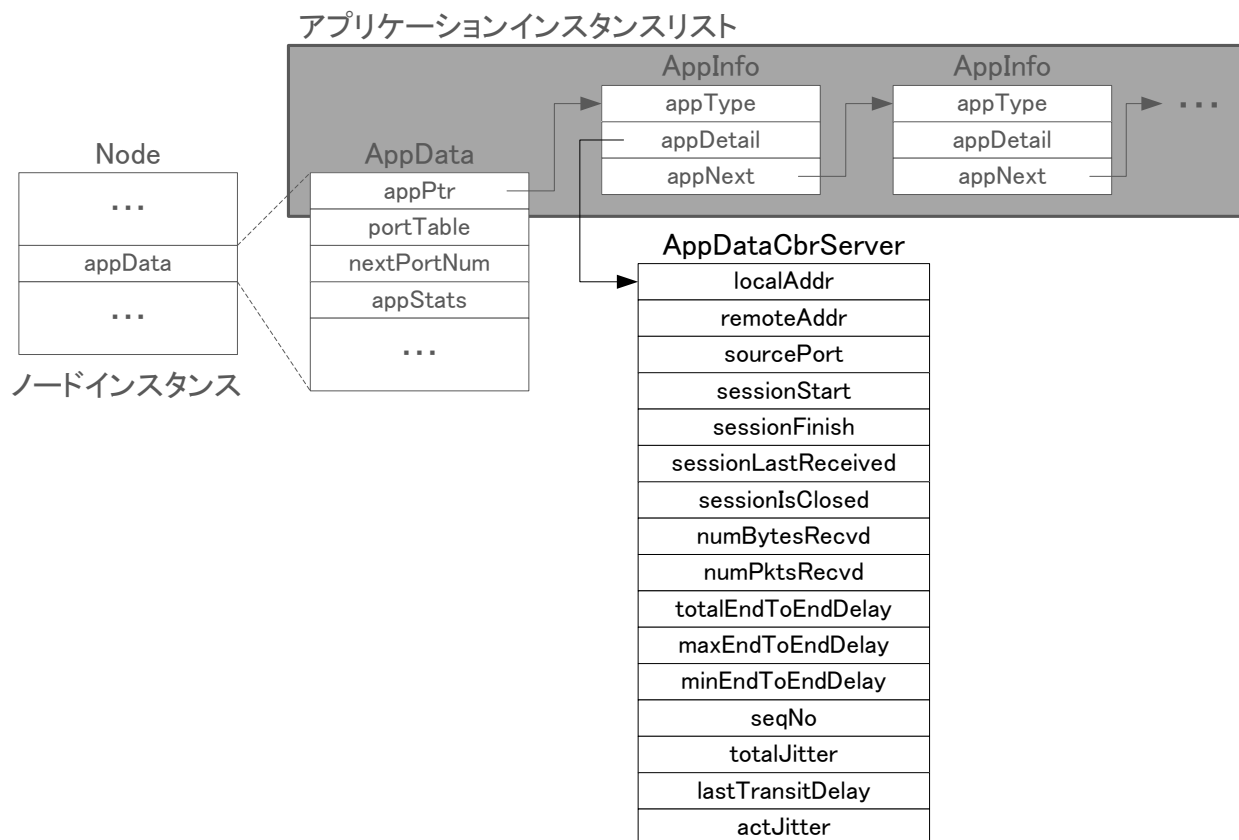 アプリケーションインスタンスリスト
AppInfo
AppInfo
appType
appType
...
appDetail
appDetail
appNext
appNext
Node
AppData
...
appData
...
ノードインスタンス
appPtr
portTable
nextPortNum
appStats
...
AppDataCbrServer
localAddr
remoteAddr
sourcePort
sessionStart
sessionFinish
sessionLastReceived
sessionIsClosed
numBytesRecvd
numPktsRecvd
totalEndToEndDelay
maxEndToEndDelay
minEndToEndDelay
seqNo
totalJitter
lastTransitDelay
actJitter